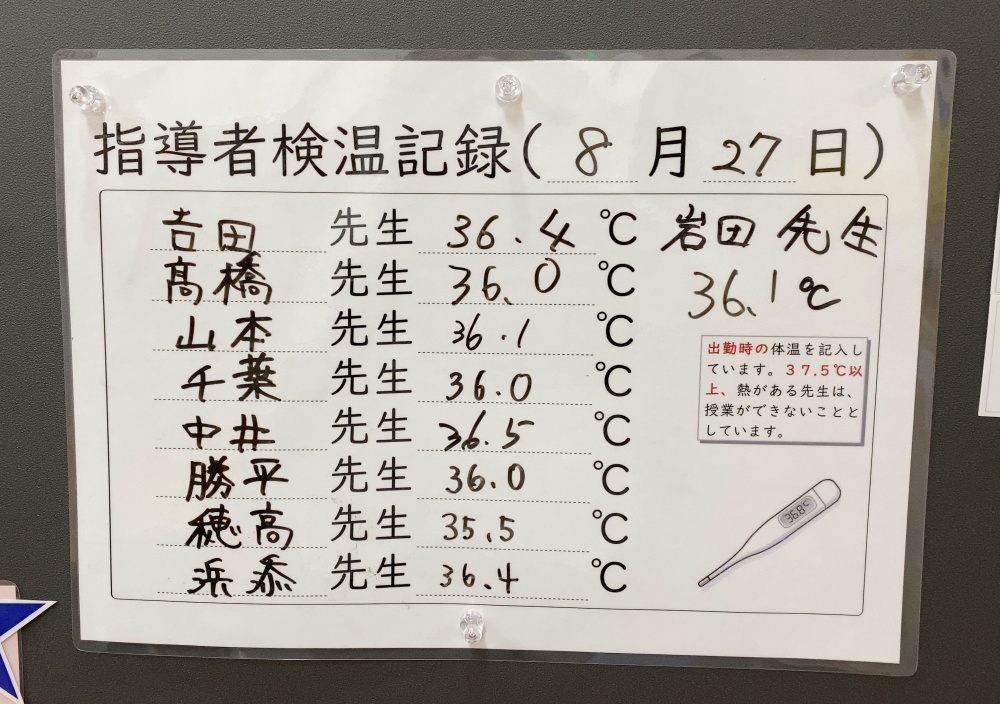 指導者検温記録(8月27日)
吉田 先生 36.4 ℃
髙橋 先生 36.0 ℃
山本 先生 36.1 ℃
千葉 先生 36.0 ℃
中井 先生 36.5 ℃
勝平 先生 36.0 ℃
穂高 先生 35.5 ℃
浜忝 先生 36.4 ℃
岩田 先生
36.1℃
出勤時の体温を記入し
ています。37.5℃以
上、熱がある先生は、
授業ができないことと
しています。
36.8℃